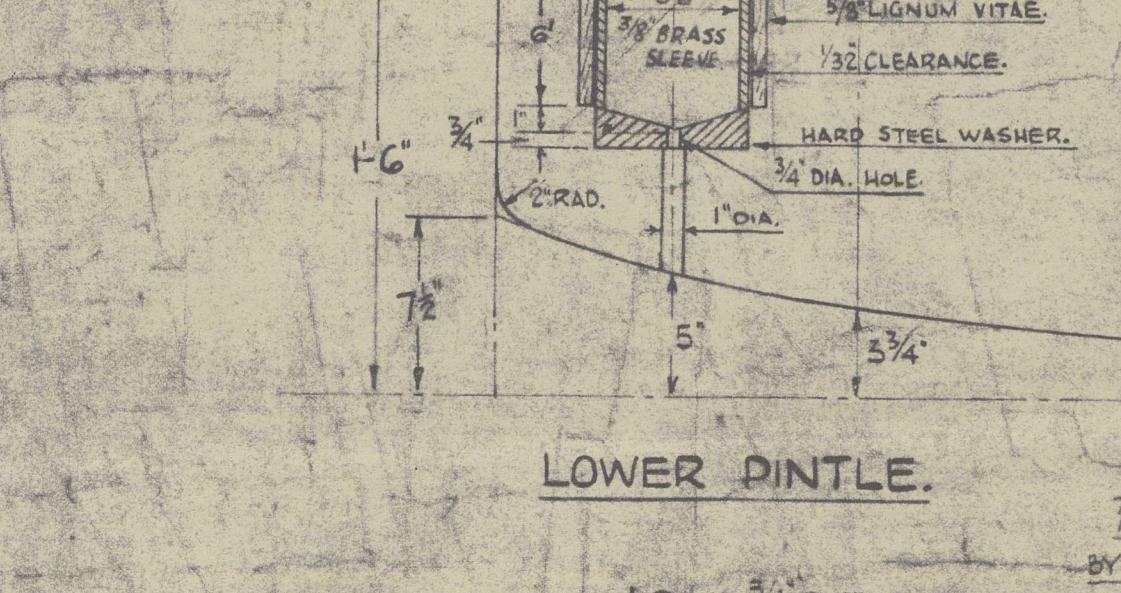 5/8" LIGNUM VITAE.
6"
3/8" BRASS
SLEEVE
1/32" CLEARANCE.
3/4"
1"
HARD STEEL WASHER.
1'-6"
3/4" DIA. HOLE.
2" RAD.
1" DIA.
7 1/2"
5"
3 3/4"
LOWER PINTLE.
BY